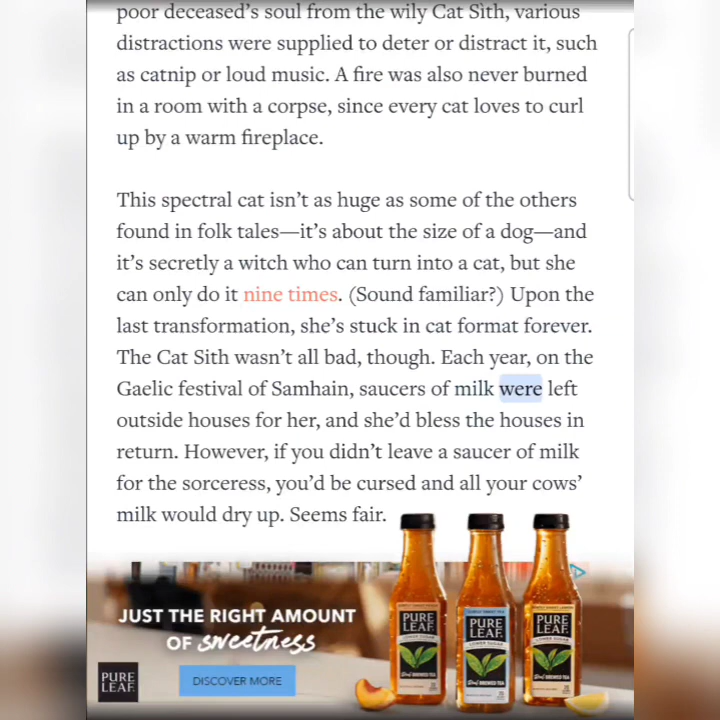 poor deceased's soul from the wily Cat Sìth, various
distractions were supplied to deter or distract it, such
as catnip or loud music. A fire was also never burned
in a room with a corpse, since every cat loves to curl
up by a warm fireplace.
This spectral cat isn't as huge as some of the others
found in folk tales—it's about the size of a dog—and
it's secretly a witch who can turn into a cat, but she
can only do it nine times. (Sound familiar?) Upon the
last transformation, she's stuck in cat format forever.
The Cat Sith wasn't all bad, though. Each year, on the
Gaelic festival of Samhain, saucers of milk were left
outside houses for her, and she'd bless the houses in
return. However, if you didn't leave a saucer of milk
for the sorceress, you'd be cursed and all your cows'
milk would dry up. Seems fair.
JUST THE RIGHT AMOUNT
OF sweetness
PURE
LEAF
DISCOVER MORE
PURE
LEAF
LOWER SUGAR
PURE
LEAF
LOWER SUGAR
PURE
LEAF
LOWER SUGAR